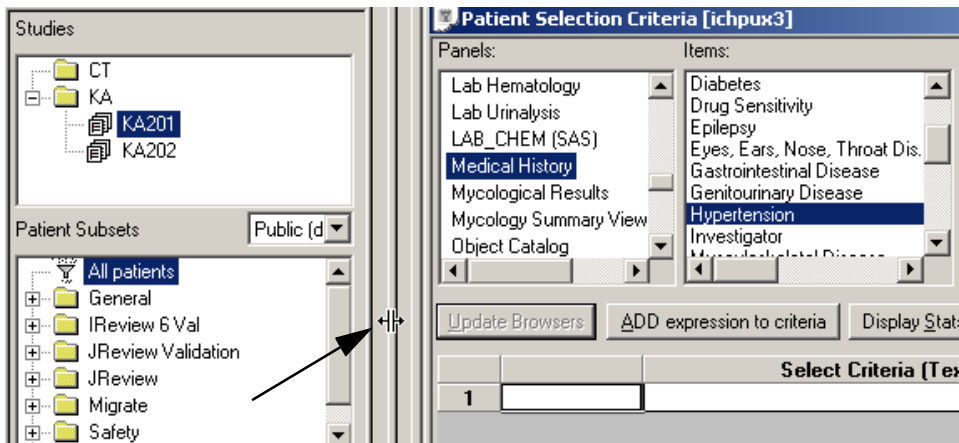 Studies
CT
KA
KA201
KA202
Patient Subsets
Public (d
All patients
General
IReview 6 Val
JReview Validation
JReview
Migrate
Safety
Patient Selection Criteria [ichpux3]
Panels:
Lab Hematology
Lab Urinalysis
LAB_CHEM (SAS)
Medical History
Mycological Results
Mycology Summary View
Object Catalog
Items:
Diabetes
Drug Sensitivity
Epilepsy
Eyes, Ears, Nose, Throat Dis.
Gastrointestinal Disease
Genitourinary Disease
Hypertension
Investigator
Update Browsers
ADD expression to criteria
Display Stat
Select Criteria (Tex
1